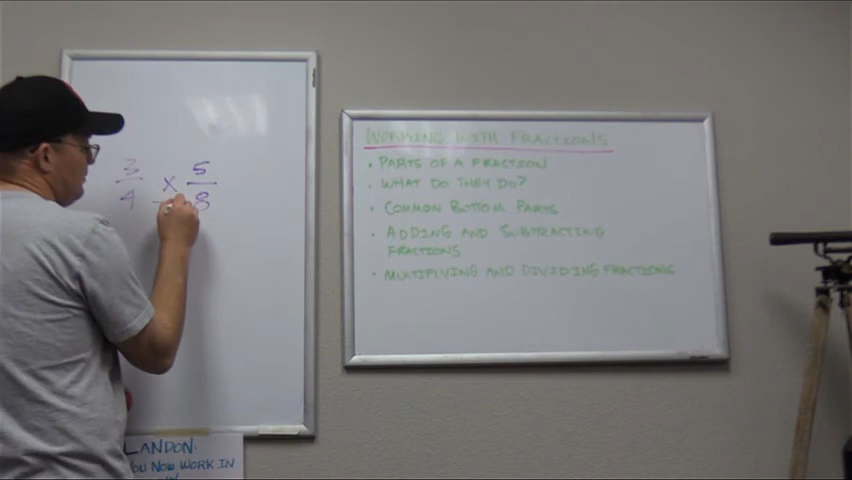 3 5
× 
4 8
WORKING WITH FRACTIONS
• PARTS OF A FRACTION
• WHAT DO THEY DO?
• COMMON BOTTOM PARTS
• ADDING AND SUBTRACTING
FRACTIONS
• MULTIPLYING AND DIVIDING FRACTIONS
LANDON:
YOU NOW WORK IN